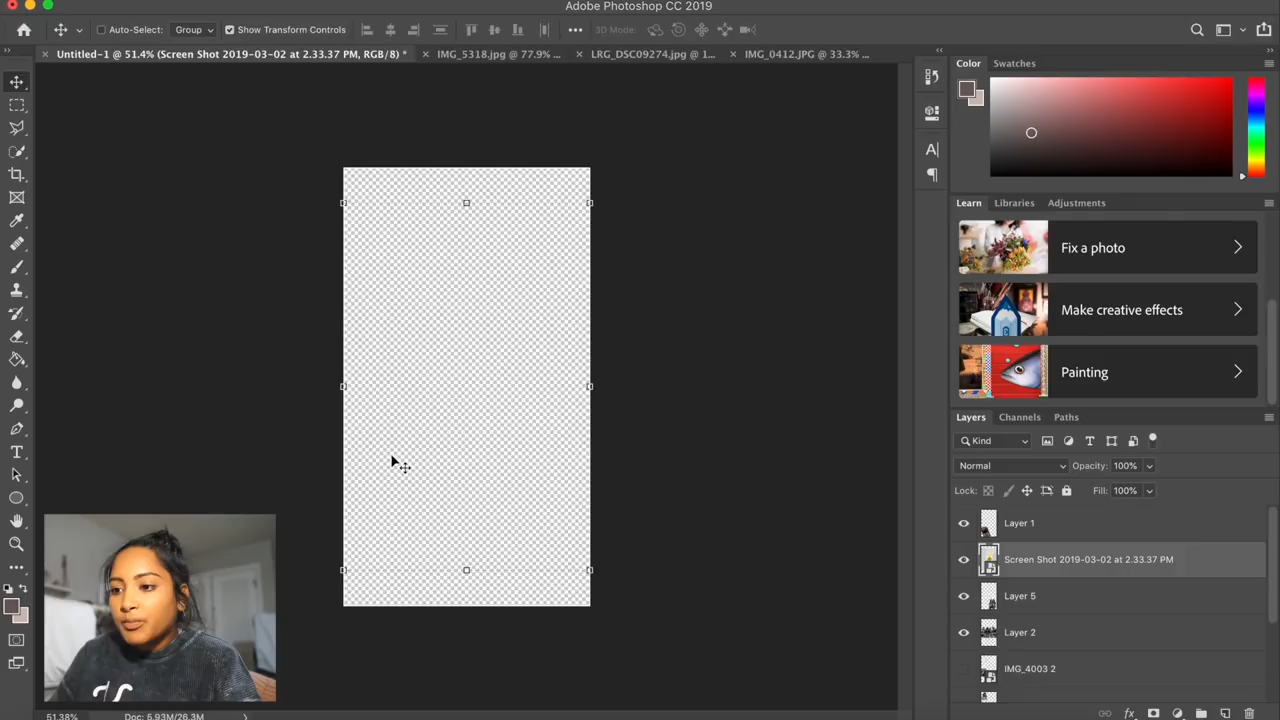 Adobe Photoshop CC 2019
Auto-Select: Group Show Transform Controls 3D Mode:
Untitled-1 @ 51.4% (Screen Shot 2019-03-02 at 2.33.37 PM, RGB/8) * IMG_5318.jpg @ 77.9% ... LRG_DSC09274.jpg @ 1... IMG_0412.JPG @ 33.3% ...
Color Swatches
Learn Libraries Adjustments
Fix a photo
Make creative effects
Painting
Layers Channels Paths
Kind
Normal Opacity: 100%
Lock: Fill: 100%
Layer 1
Screen Shot 2019-03-02 at 2.33.37 PM
Layer 5
Layer 2
IMG_4003 2
51.38% Doc: 5.93M/26.3M